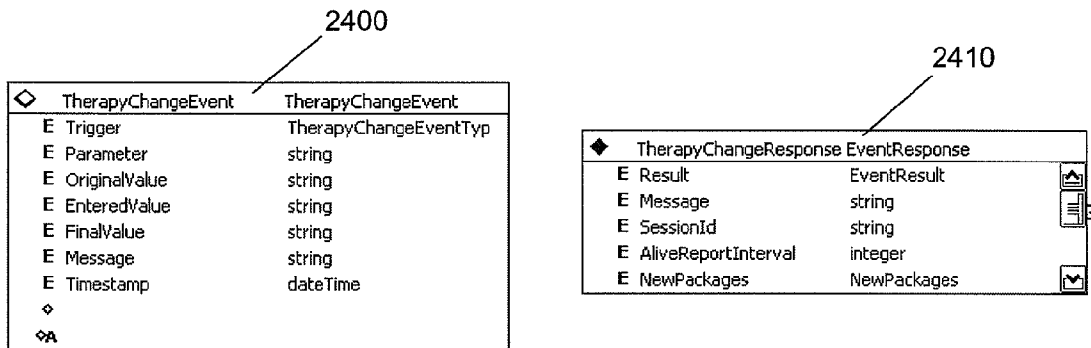 2400
TherapyChangeEvent TherapyChangeEvent
E Trigger TherapyChangeEventTyp
E Parameter string
E OriginalValue string
E EnteredValue string
E FinalValue string
E Message string
E Timestamp dateTime
A
2410
TherapyChangeResponse EventResponse
E Result EventResult
E Message string
E SessionId string
E AliveReportInterval integer
E NewPackages NewPackages